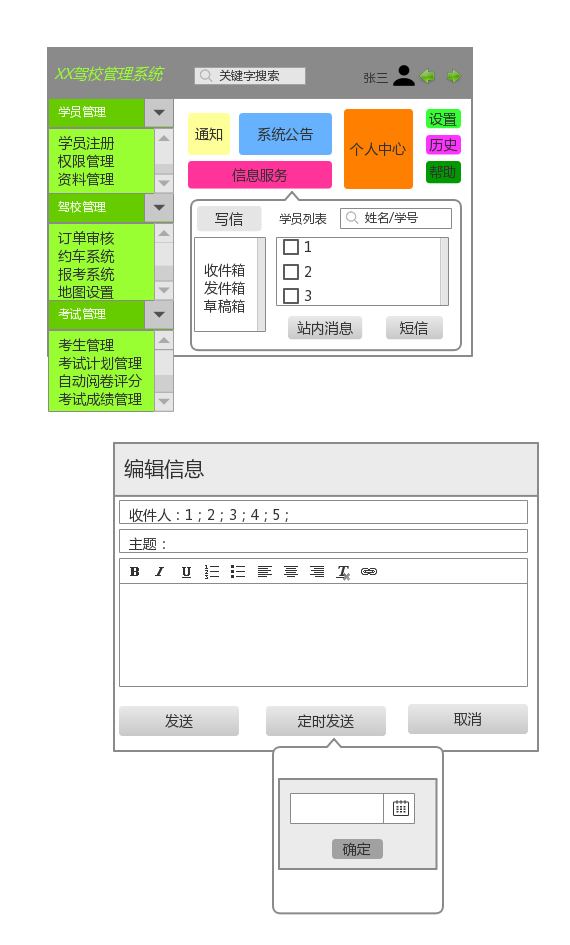 XX驾校管理系统
关键字搜索
张三
学员管理
学员注册
权限管理
资料管理
驾校管理
订单审核
约车系统
报考系统
地图设置
考试管理
考生管理
考试计划管理
自动阅卷评分
考试成绩管理
通知
系统公告
个人中心
设置
历史
帮助
信息服务
写信
学员列表
姓名/学号
收件箱
发件箱
草稿箱
1
2
3
站内消息
短信
编辑信息
收件人：1；2；3；4；5；
主题：
B I U T
发送
定时发送
取消
确定